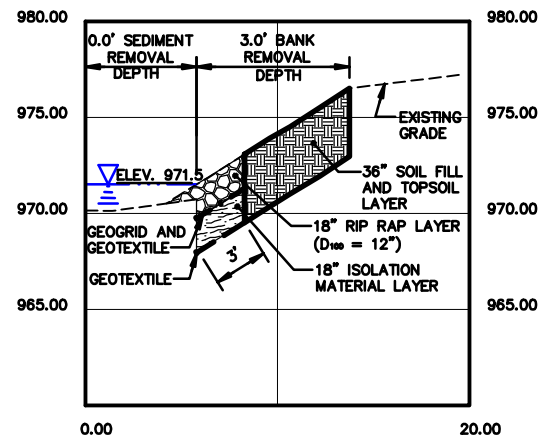 980.00
980.00
0.0' SEDIMENT
REMOVAL
DEPTH
3.0' BANK
REMOVAL
DEPTH
975.00
975.00
EXISTING
GRADE
ELEV. 971.5
36" SOIL FILL
AND TOPSOIL
LAYER
970.00
970.00
GEOGRID AND
GEOTEXTILE
18" RIP RAP LAYER
(D₁₀₀ = 12")
3'
GEOTEXTILE
18" ISOLATION
MATERIAL LAYER
965.00
965.00
0.00
20.00